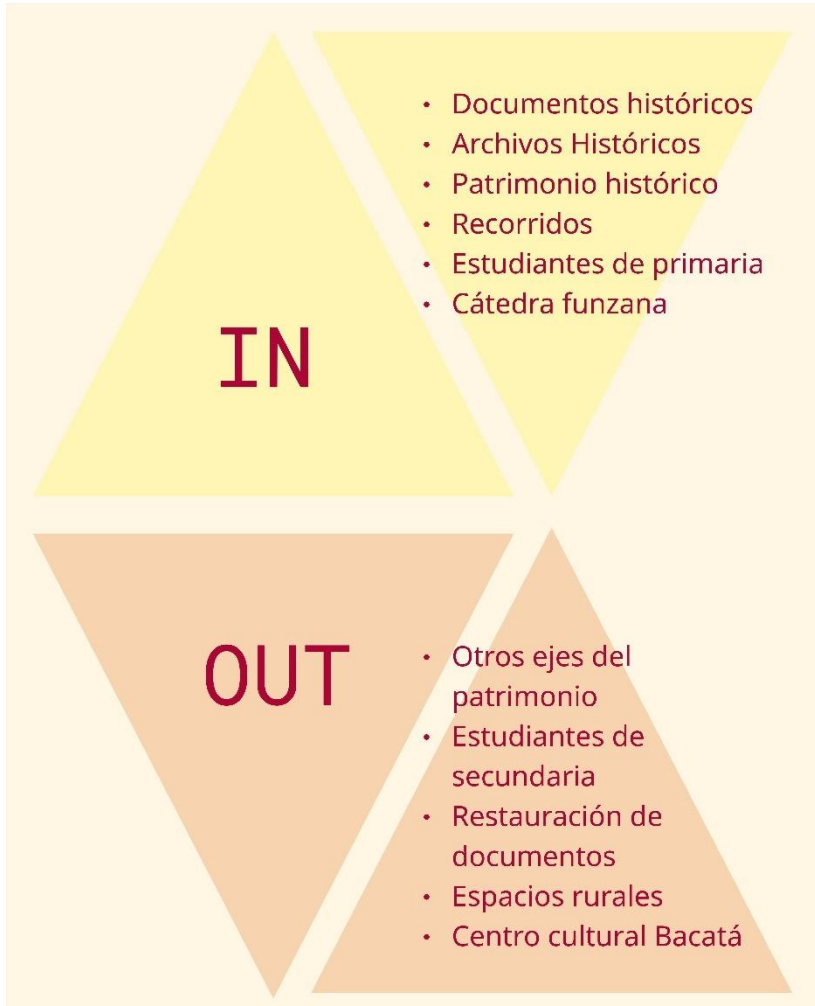 • Documentos históricos
• Archivos Históricos
• Patrimonio histórico
• Recorridos
• Estudiantes de primaria
• Cátedra funzana
IN
OUT
• Otros ejes del
patrimonio
• Estudiantes de
secundaria
• Restauración de
documentos
• Espacios rurales
• Centro cultural Bacatá